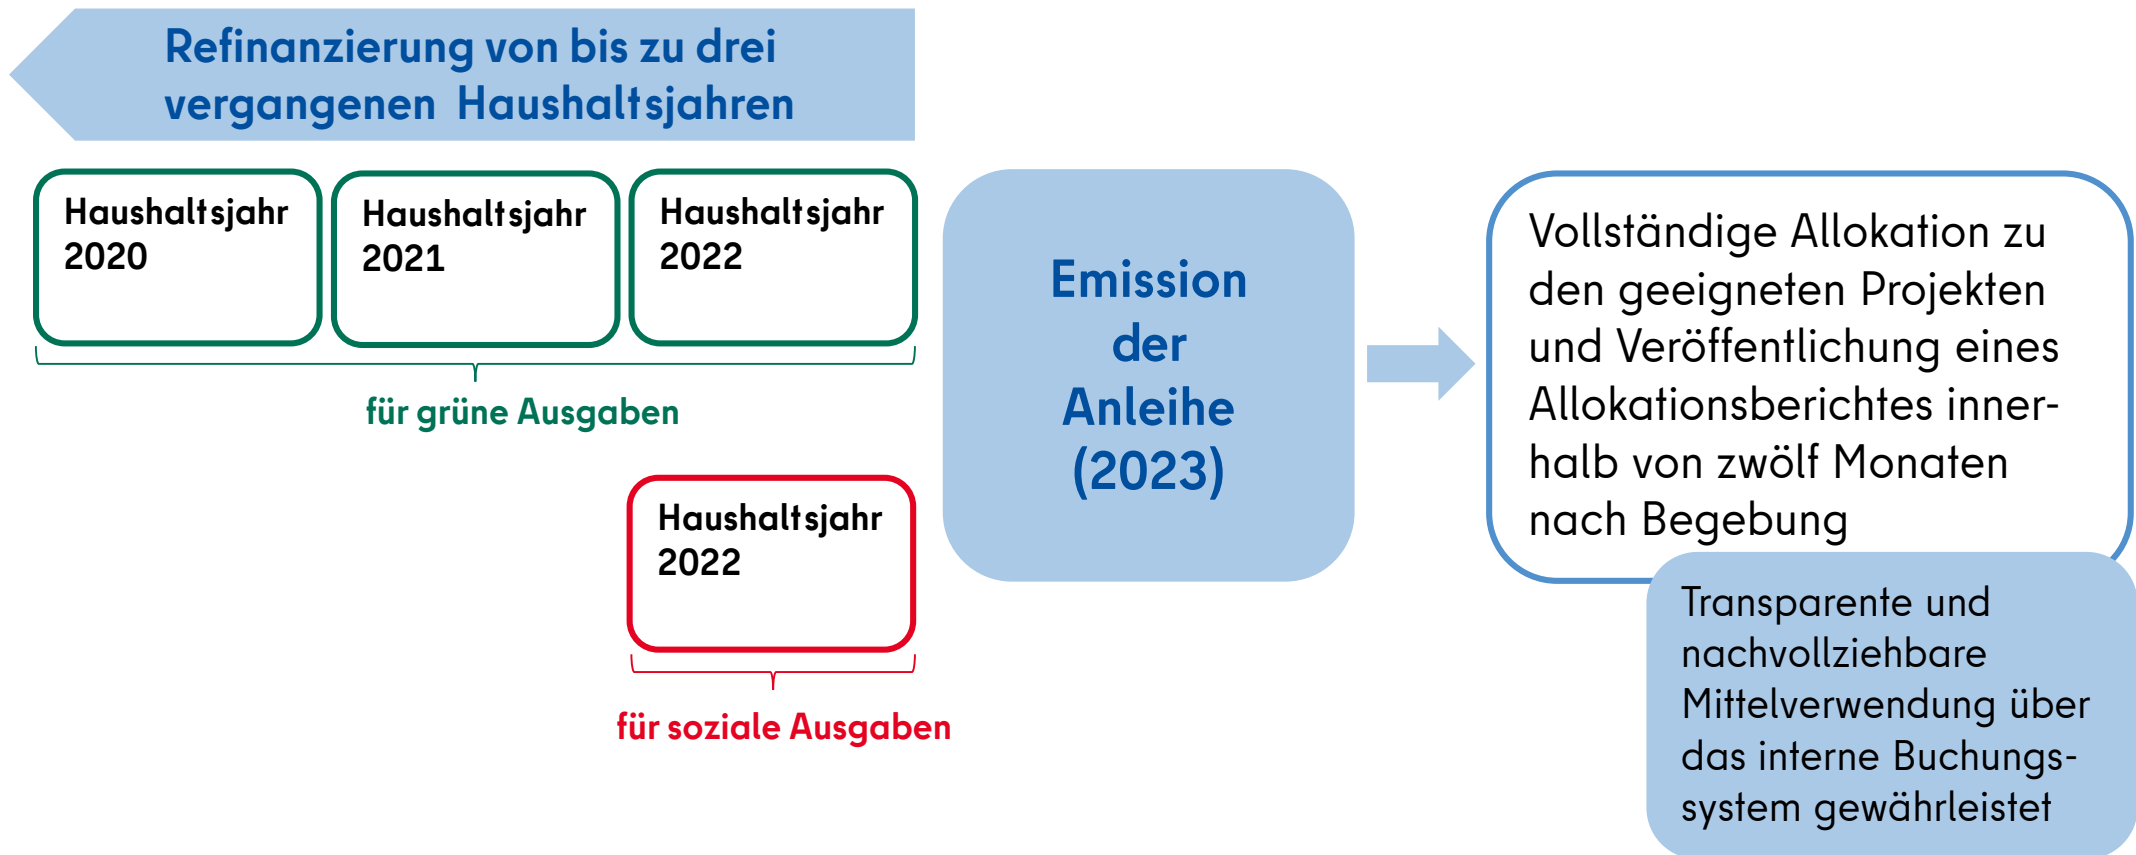 Refinanzierung von bis zu drei
vergangenen Haushaltsjahren
Haushaltsjahr
2020
Haushaltsjahr
2021
Haushaltsjahr
2022
für grüne Ausgaben
Haushaltsjahr
2022
für soziale Ausgaben
Emission
der
Anleihe
(2023)
Vollständige Allokation zu
den geeigneten Projekten
und Veröffentlichung eines
Allokationsberichtes inner-
halb von zwölf Monaten
nach Begebung
Transparente und
nachvollziehbare
Mittelverwendung über
das interne Buchungs-
system gewährleistet